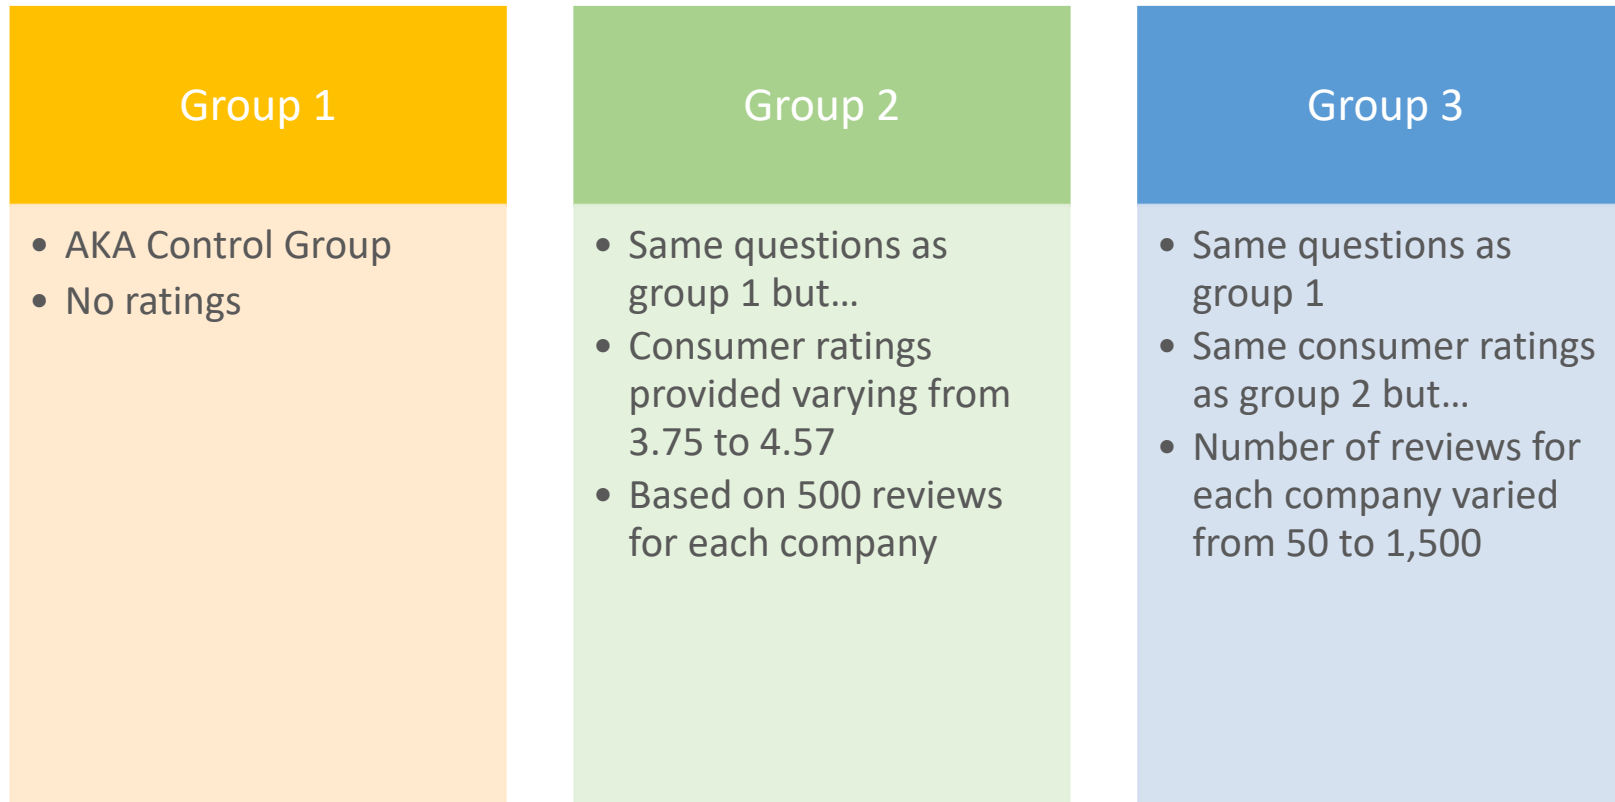 Group 1
• AKA Control Group
• No ratings
Group 2
• Same questions as
group 1 but…
• Consumer ratings
provided varying from
3.75 to 4.57
• Based on 500 reviews
for each company
Group 3
• Same questions as
group 1
• Same consumer ratings
as group 2 but…
• Number of reviews for
each company varied
from 50 to 1,500